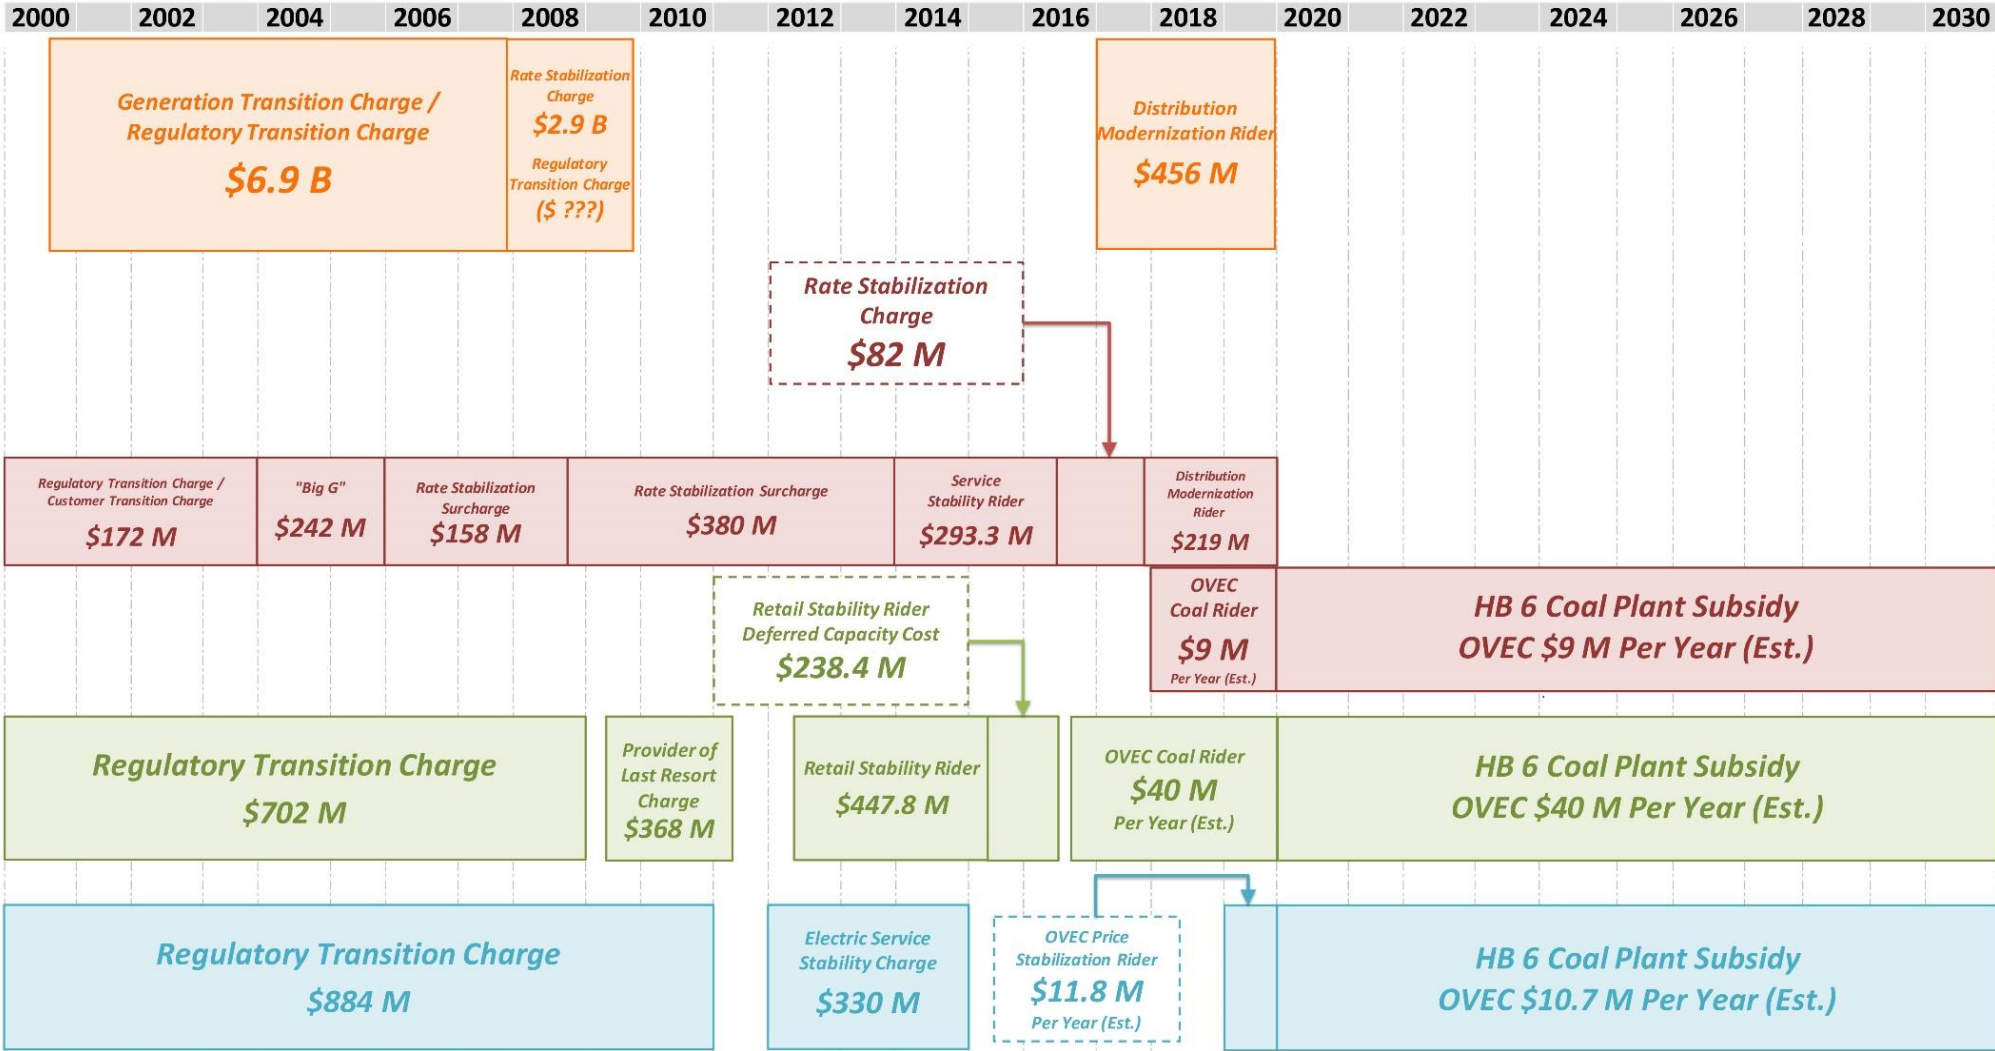 2000 2002 2004 2006 2008 2010 2012 2014 2016 2018 2020 2022 2024 2026 2028 2030
Generation Transition Charge /
Regulatory Transition Charge
$6.9 B
Rate Stabilization
Charge
$2.9 B
Regulatory
Transition Charge
($ ???)
Distribution
Modernization Rider
$456 M
Rate Stabilization
Charge
$82 M
Regulatory Transition Charge /
Customer Transition Charge
$172 M
"Big G"
$242 M
Rate Stabilization
Surcharge
$158 M
Rate Stabilization Surcharge
$380 M
Service
Stability Rider
$293.3 M
Distribution
Modernization
Rider
$219 M
OVEC
Coal Rider
$9 M
Per Year (Est.)
HB 6 Coal Plant Subsidy
OVEC $9 M Per Year (Est.)
Retail Stability Rider
Deferred Capacity Cost
$238.4 M
Regulatory Transition Charge
$702 M
Provider of
Last Resort
Charge
$368 M
Retail Stability Rider
$447.8 M
OVEC Coal Rider
$40 M
Per Year (Est.)
HB 6 Coal Plant Subsidy
OVEC $40 M Per Year (Est.)
Regulatory Transition Charge
$884 M
Electric Service
Stability Charge
$330 M
OVEC Price
Stabilization Rider
$11.8 M
Per Year (Est.)
HB 6 Coal Plant Subsidy
OVEC $10.7 M Per Year (Est.)